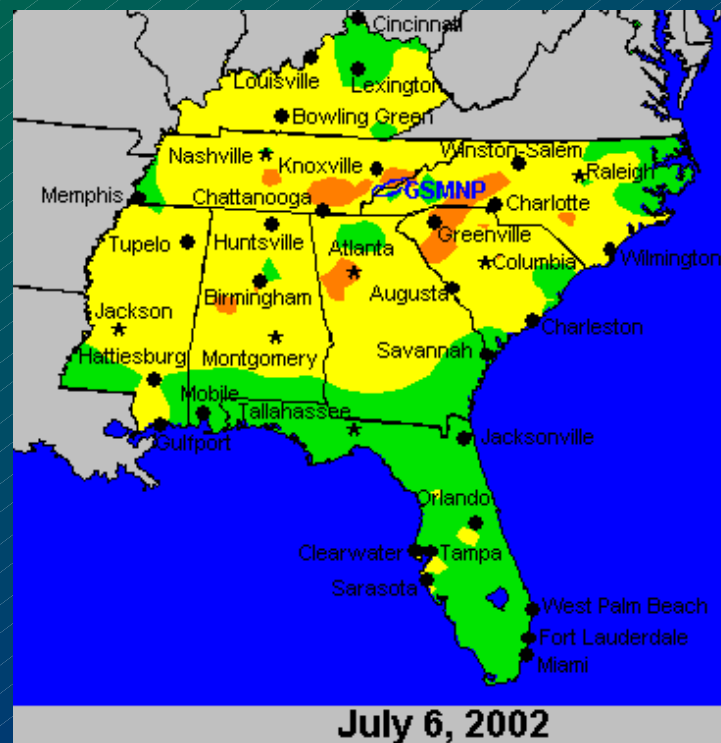 Cincinnati
Louisville
Lexington
Bowling Green
Nashville
Winston-Salem
Knoxville
Raleigh
GSMNP
Memphis
Chattanooga
Charlotte
Tupelo
Huntsville
Atlanta
Greenville
Wilmington
Columbia
Birmingham
Augusta
Jackson
Charleston
Hattiesburg
Montgomery
Savannah
Mobile
Tallahassee
Gulfport
Jacksonville
Orlando
Clearwater
Tampa
Sarasota
West Palm Beach
Fort Lauderdale
Miami
July 6, 2002